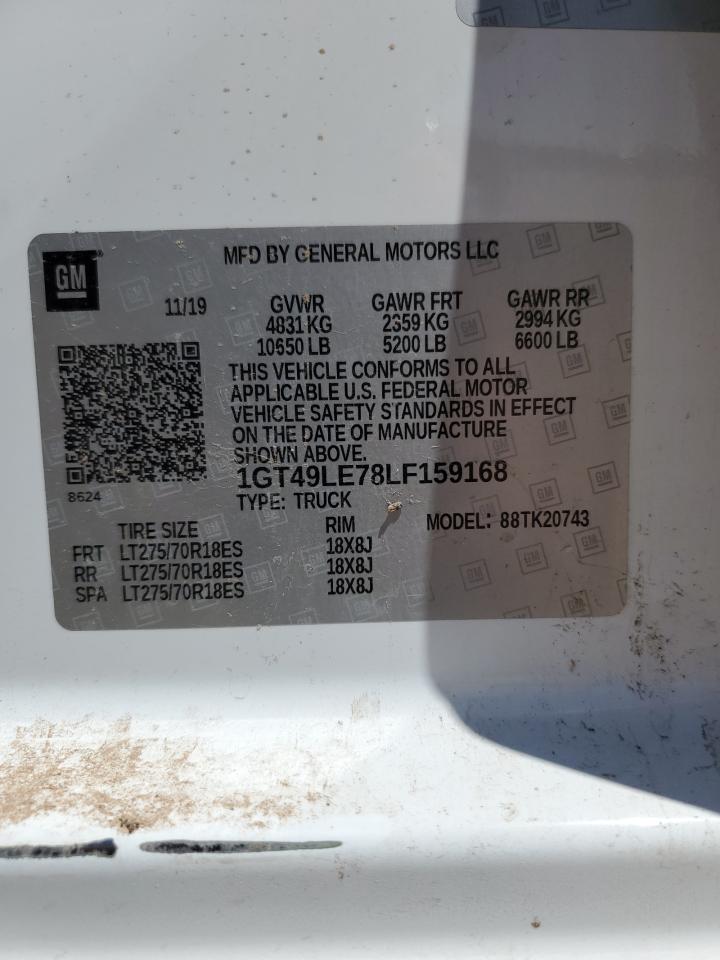 GM
MFD BY GENERAL MOTORS LLC
11/19 GVWR GAWR FRT GAWR RR
4831 KG 2359 KG 2994 KG
10650 LB 5200 LB 6600 LB
THIS VEHICLE CONFORMS TO ALL
APPLICABLE U.S. FEDERAL MOTOR
VEHICLE SAFETY STANDARDS IN EFFECT
ON THE DATE OF MANUFACTURE
SHOWN ABOVE.
8624
1GT49LE78LF159168
TYPE: TRUCK
MODEL: 88TK20743
TIRE SIZE RIM
FRT LT275/70R18ES 18X8J
RR LT275/70R18ES 18X8J
SPA LT275/70R18ES 18X8J